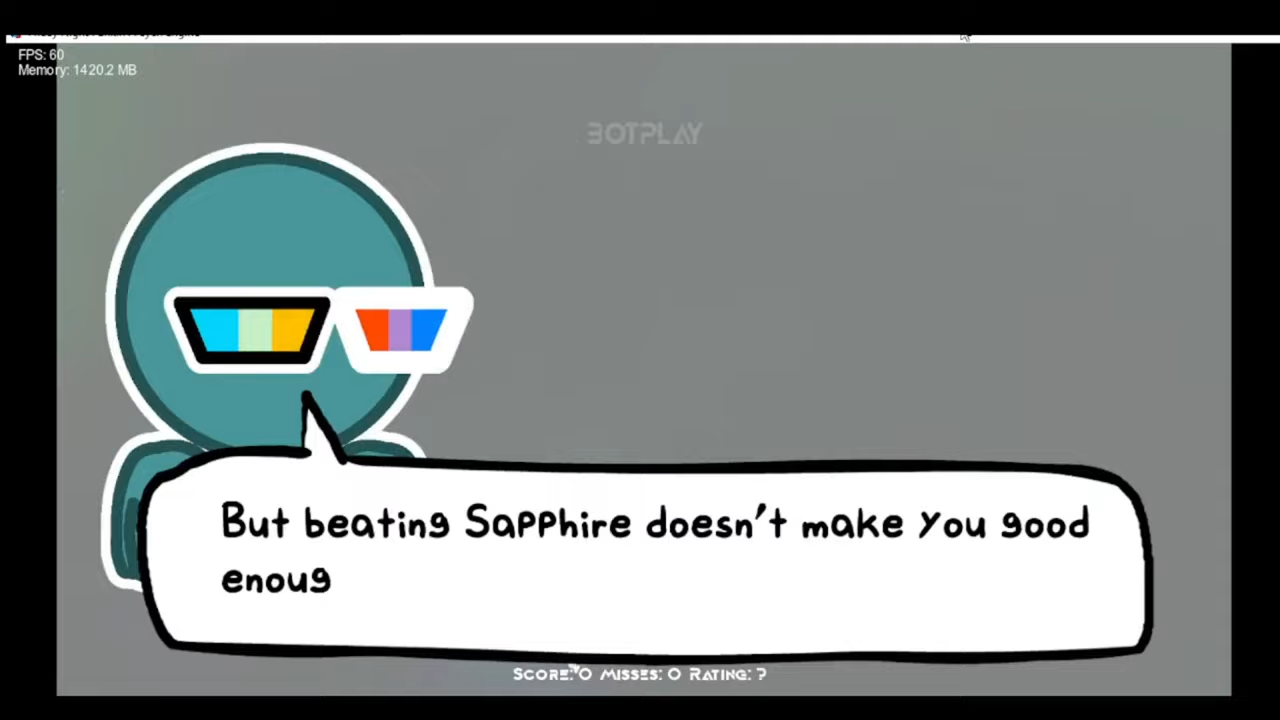 FPS: 60
Memory: 1420.2 MB
BOTPLAY
But beating Sapphire doesn't make you good
enoug
Score: 0 Misses: 0 Rating: ?